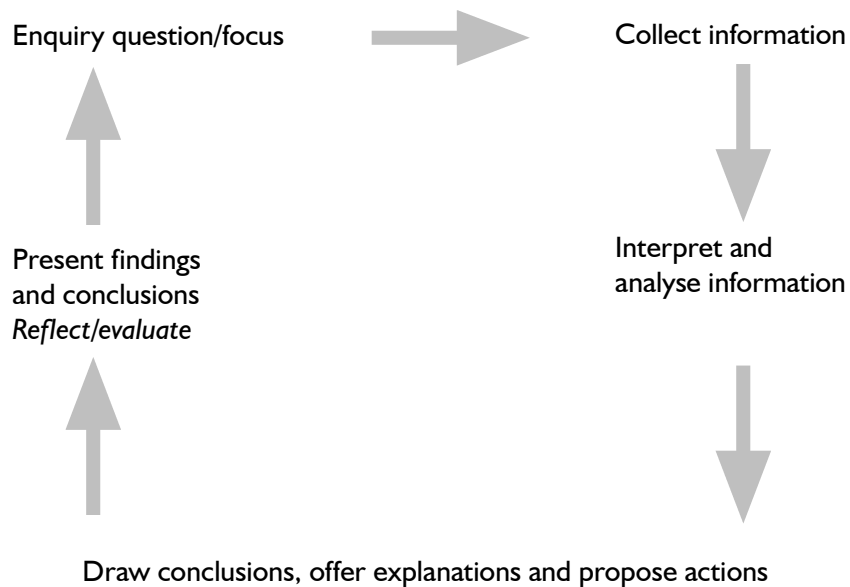 Enquiry question/focus
Collect information
Interpret and
analyse information
Present findings
and conclusions
Reflect/evaluate
Draw conclusions, offer explanations and propose actions